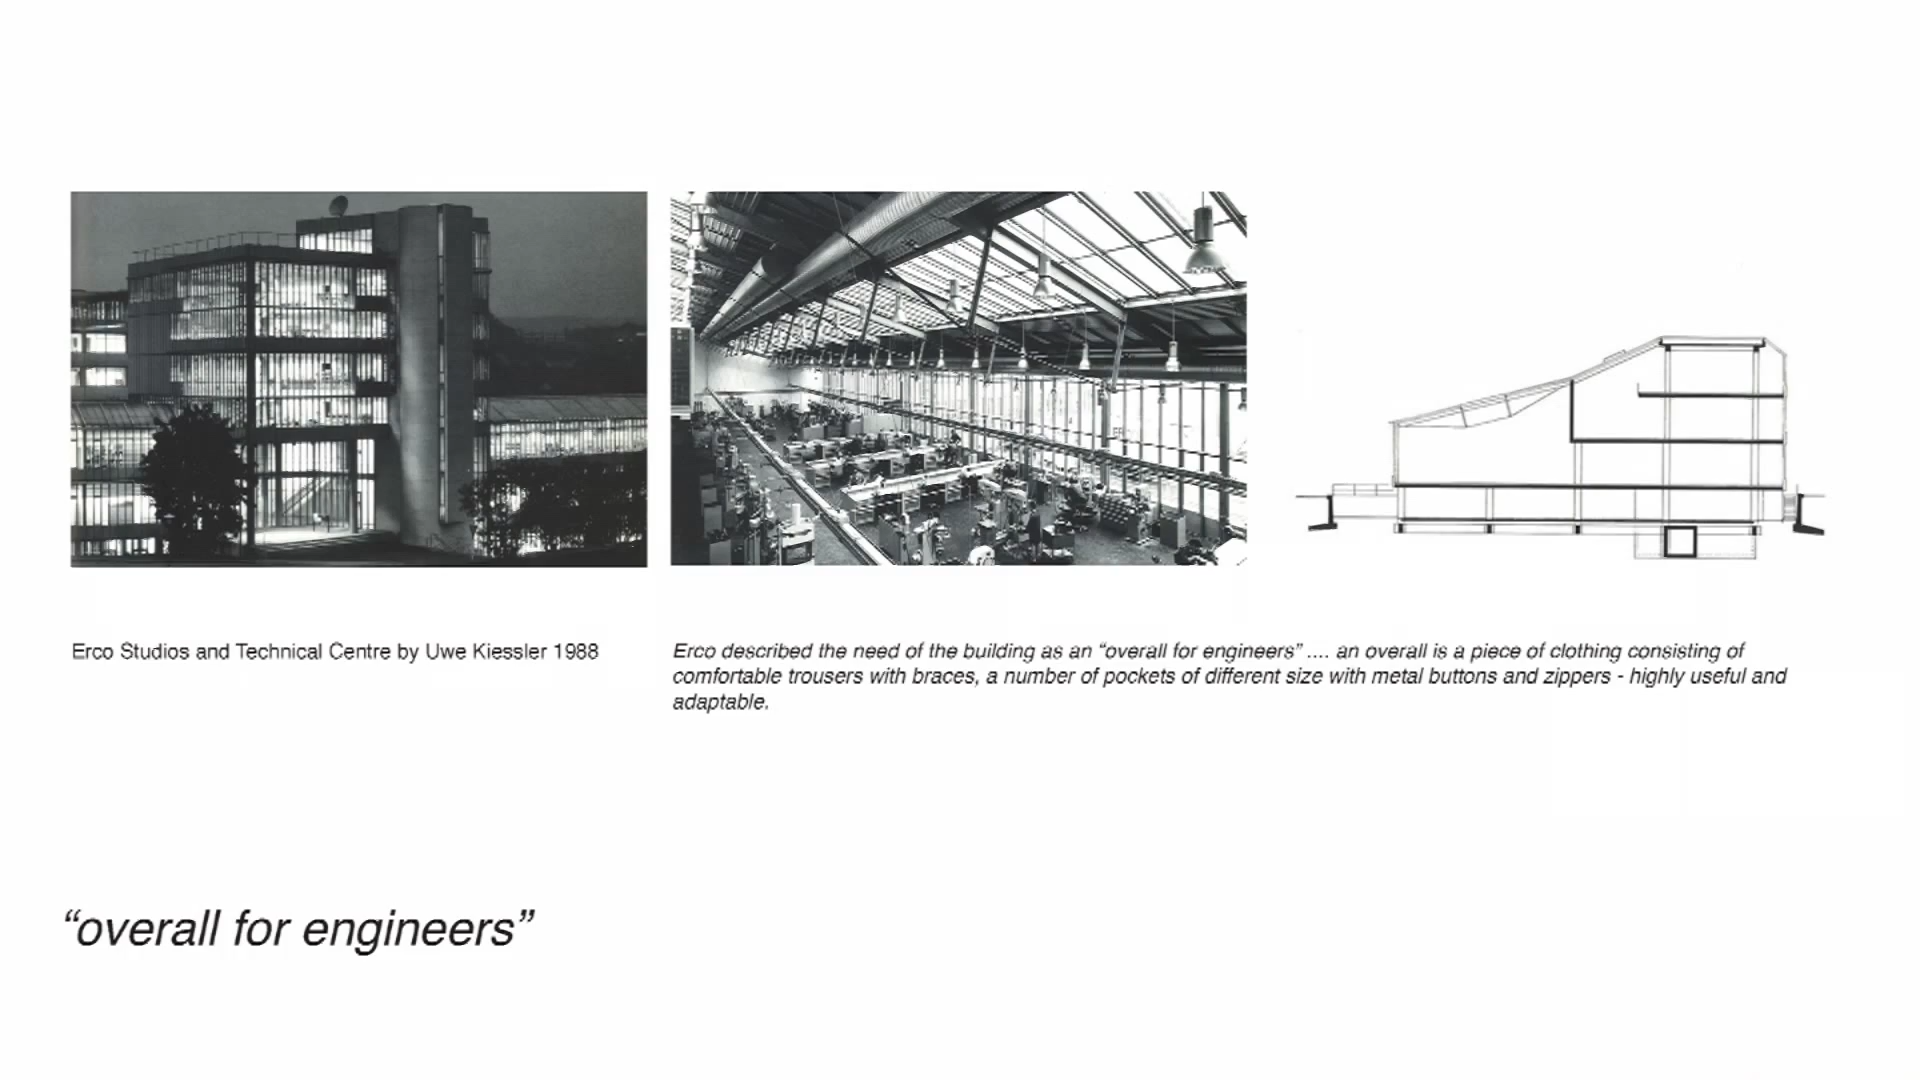 Erco Studios and Technical Centre by Uwe Kiessler 1988
Erco described the need of the building as an “overall for engineers” .... an overall is a piece of clothing consisting of
comfortable trousers with braces, a number of pockets of different size with metal buttons and zippers - highly useful and
adaptable.
“overall for engineers”